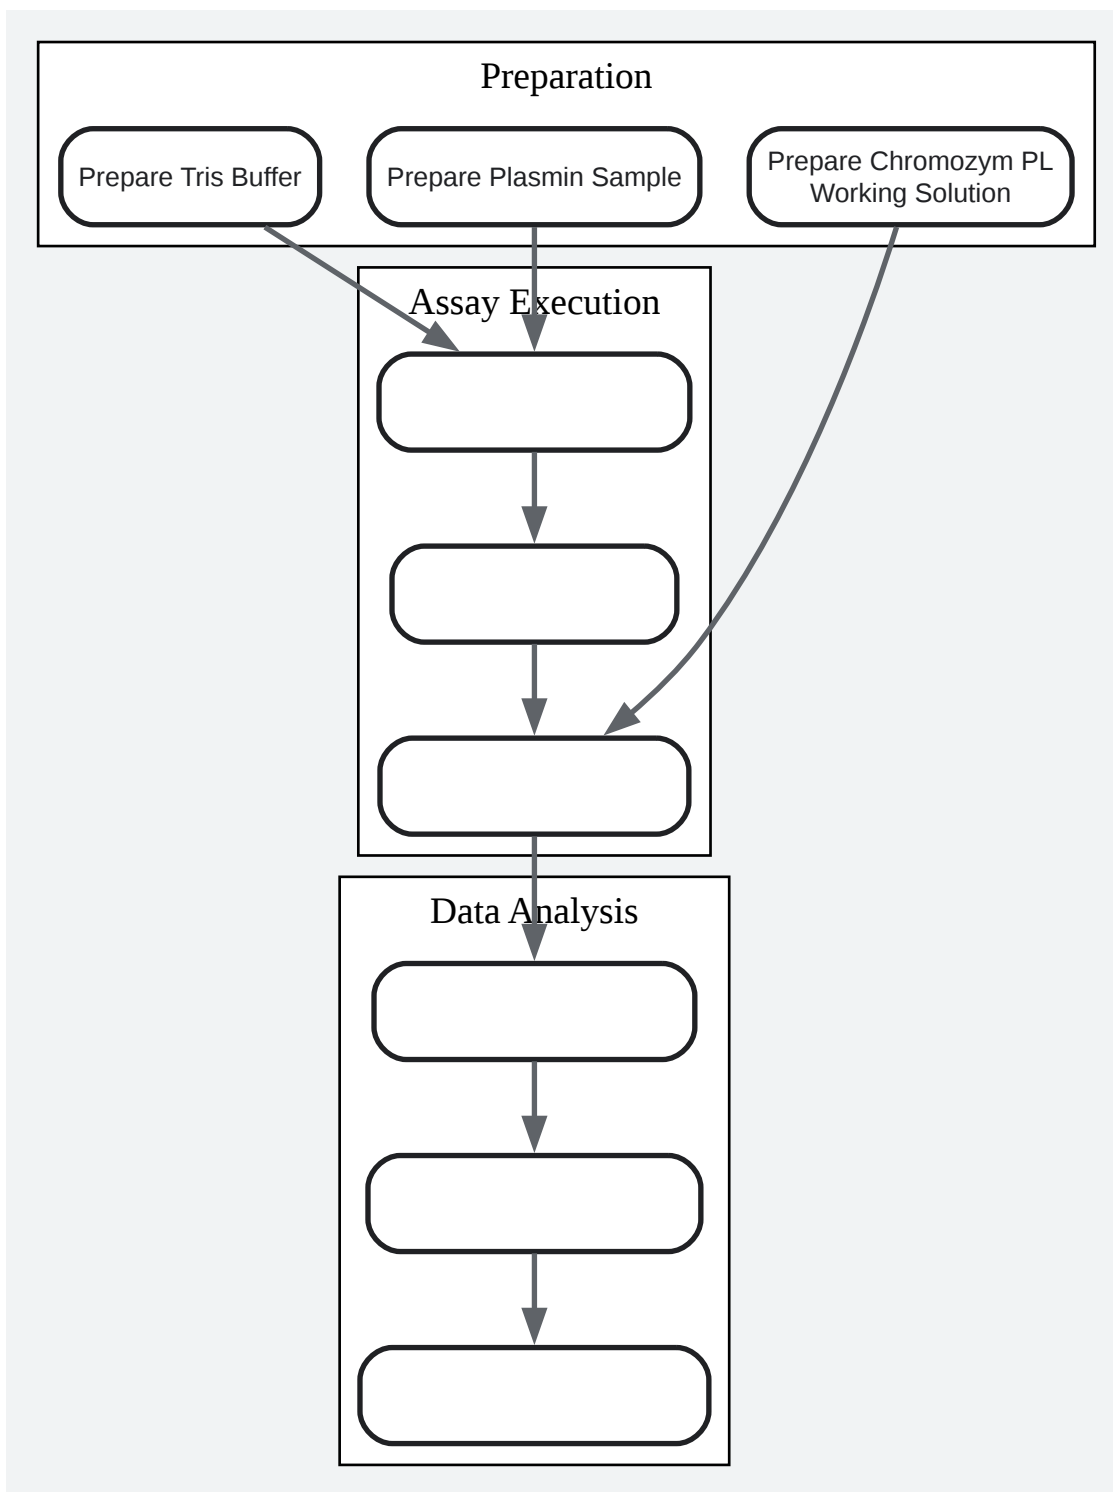 Preparation
Prepare Tris Buffer
Prepare Plasmin Sample
Prepare Chromozym PL
Working Solution
Assay Execution
Data Analysis